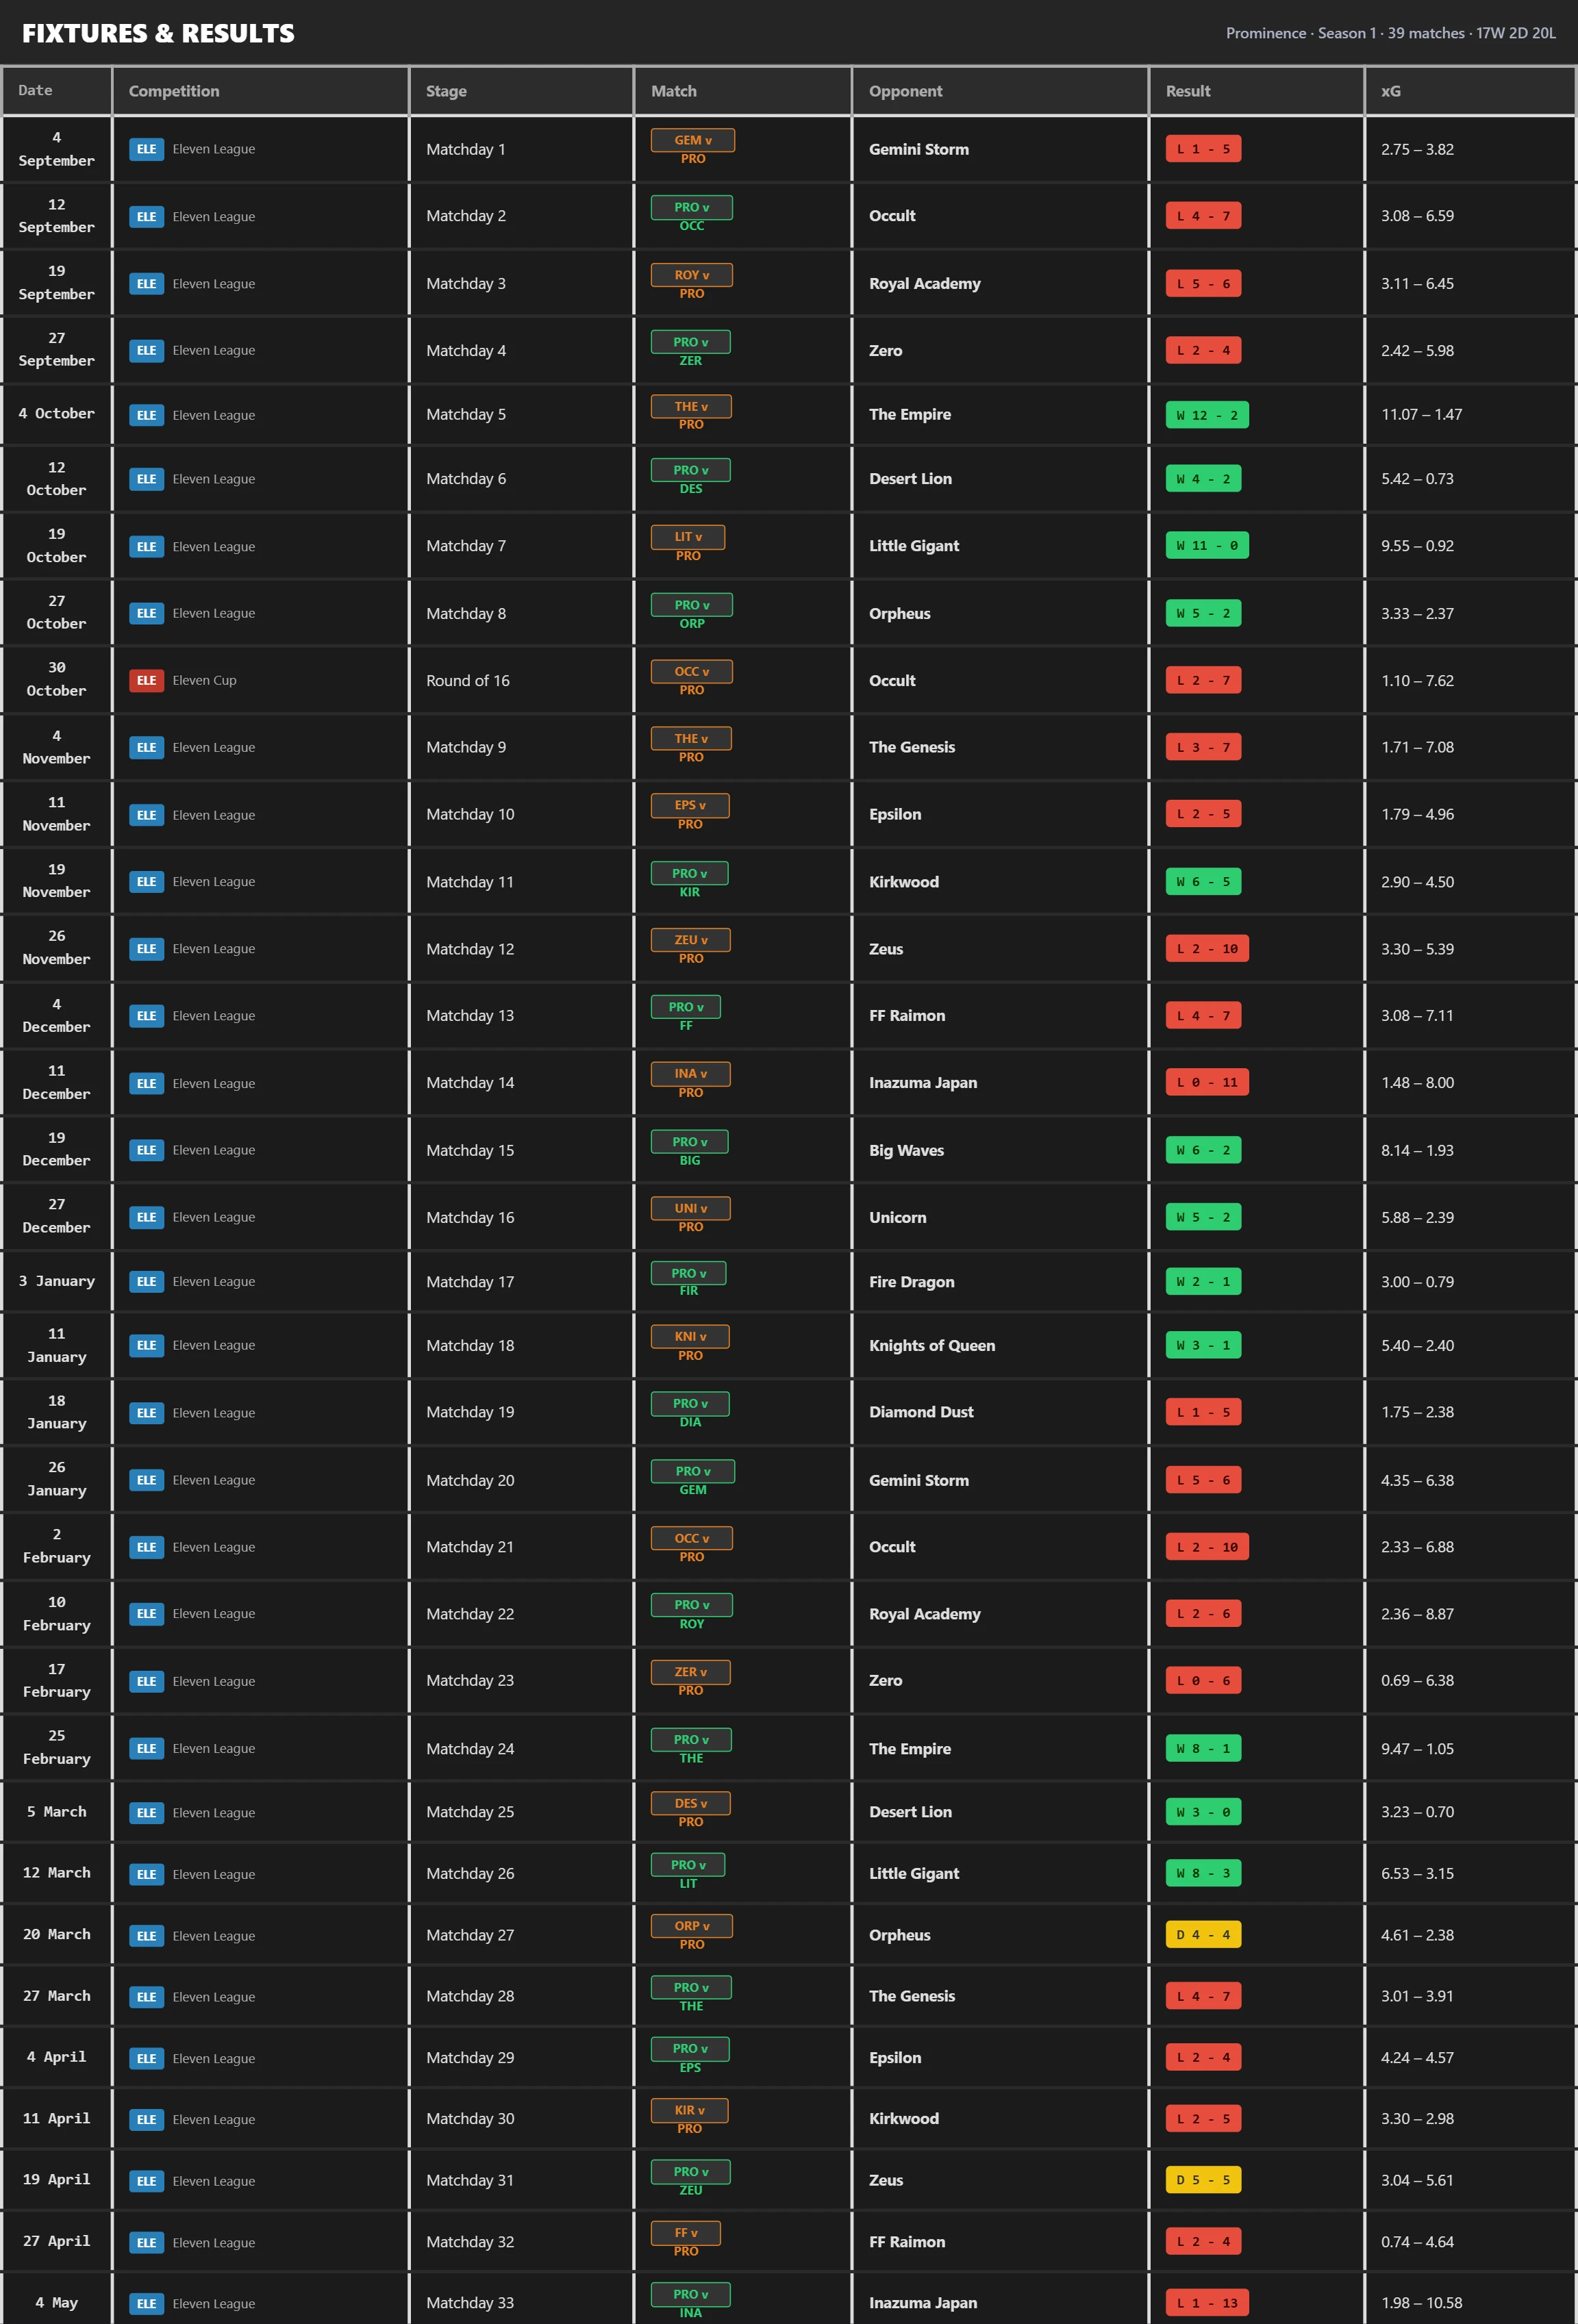 FIXTURES & RESULTS
Prominence · Season 1 · 39 matches · 17W 2D 20L
Date Competition Stage Match Opponent Result xG
4 September ELE Eleven League Matchday 1 GEM v PRO Gemini Storm L 1 - 5 2.75 – 3.82
12 September ELE Eleven League Matchday 2 PRO v OCC Occult L 4 - 7 3.08 – 6.59
19 September ELE Eleven League Matchday 3 ROY v PRO Royal Academy L 5 - 6 3.11 – 6.45
27 September ELE Eleven League Matchday 4 PRO v ZER Zero L 2 - 4 2.42 – 5.98
4 October ELE Eleven League Matchday 5 THE v PRO The Empire W 12 - 2 11.07 – 1.47
12 October ELE Eleven League Matchday 6 PRO v DES Desert Lion W 4 - 2 5.42 – 0.73
19 October ELE Eleven League Matchday 7 LIT v PRO Little Gigant W 11 - 0 9.55 – 0.92
27 October ELE Eleven League Matchday 8 PRO v ORP Orpheus W 5 - 2 3.33 – 2.37
30 October ELE Eleven Cup Round of 16 OCC v PRO Occult L 2 - 7 1.10 – 7.62
4 November ELE Eleven League Matchday 9 THE v PRO The Genesis L 3 - 7 1.71 – 7.08
11 November ELE Eleven League Matchday 10 EPS v PRO Epsilon L 2 - 5 1.79 – 4.96
19 November ELE Eleven League Matchday 11 PRO v KIR Kirkwood W 6 - 5 2.90 – 4.50
26 November ELE Eleven League Matchday 12 ZEU v PRO Zeus L 2 - 10 3.30 – 5.39
4 December ELE Eleven League Matchday 13 PRO v FF FF Raimon L 4 - 7 3.08 – 7.11
11 December ELE Eleven League Matchday 14 INA v PRO Inazuma Japan L 0 - 11 1.48 – 8.00
19 December ELE Eleven League Matchday 15 PRO v BIG Big Waves W 6 - 2 8.14 – 1.93
27 December ELE Eleven League Matchday 16 UNI v PRO Unicorn W 5 - 2 5.88 – 2.39
3 January ELE Eleven League Matchday 17 PRO v FIR Fire Dragon W 2 - 1 3.00 – 0.79
11 January ELE Eleven League Matchday 18 KNI v PRO Knights of Queen W 3 - 1 5.40 – 2.40
18 January ELE Eleven League Matchday 19 PRO v DIA Diamond Dust L 1 - 5 1.75 – 2.38
26 January ELE Eleven League Matchday 20 PRO v GEM Gemini Storm L 5 - 6 4.35 – 6.38
2 February ELE Eleven League Matchday 21 OCC v PRO Occult L 2 - 10 2.33 – 6.88
10 February ELE Eleven League Matchday 22 PRO v ROY Royal Academy L 2 - 6 2.36 – 8.87
17 February ELE Eleven League Matchday 23 ZER v PRO Zero L 0 - 6 0.69 – 6.38
25 February ELE Eleven League Matchday 24 PRO v THE The Empire W 8 - 1 9.47 – 1.05
5 March ELE Eleven League Matchday 25 DES v PRO Desert Lion W 3 - 0 3.23 – 0.70
12 March ELE Eleven League Matchday 26 PRO v LIT Little Gigant W 8 - 3 6.53 – 3.15
20 March ELE Eleven League Matchday 27 ORP v PRO Orpheus D 4 - 4 4.61 – 2.38
27 March ELE Eleven League Matchday 28 PRO v THE The Genesis L 4 - 7 3.01 – 3.91
4 April ELE Eleven League Matchday 29 PRO v EPS Epsilon L 2 - 4 4.24 – 4.57
11 April ELE Eleven League Matchday 30 KIR v PRO Kirkwood L 2 - 5 3.30 – 2.98
19 April ELE Eleven League Matchday 31 PRO v ZEU Zeus D 5 - 5 3.04 – 5.61
27 April ELE Eleven League Matchday 32 FF v PRO FF Raimon L 2 - 4 0.74 – 4.64
4 May ELE Eleven League Matchday 33 PRO v INA Inazuma Japan L 1 - 13 1.98 – 10.58